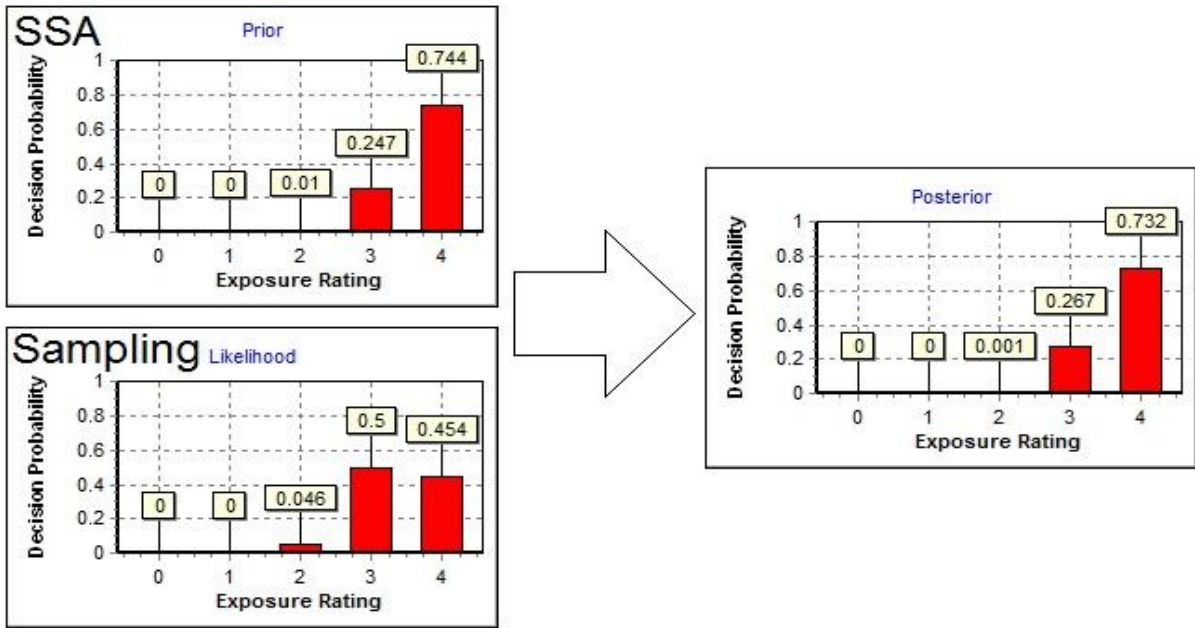 SSA
Prior
Decision Probability
1
0.8
0.6
0.4
0.2
0
0
0
0.01
0.247
0.744
0 1 2 3 4
Exposure Rating
Sampling Likelihood
Decision Probability
1
0.8
0.6
0.4
0.2
0
0
0
0.046
0.5
0.454
0 1 2 3 4
Exposure Rating
Posterior
Decision Probability
1
0.8
0.6
0.4
0.2
0
0
0
0.001
0.267
0.732
0 1 2 3 4
Exposure Rating